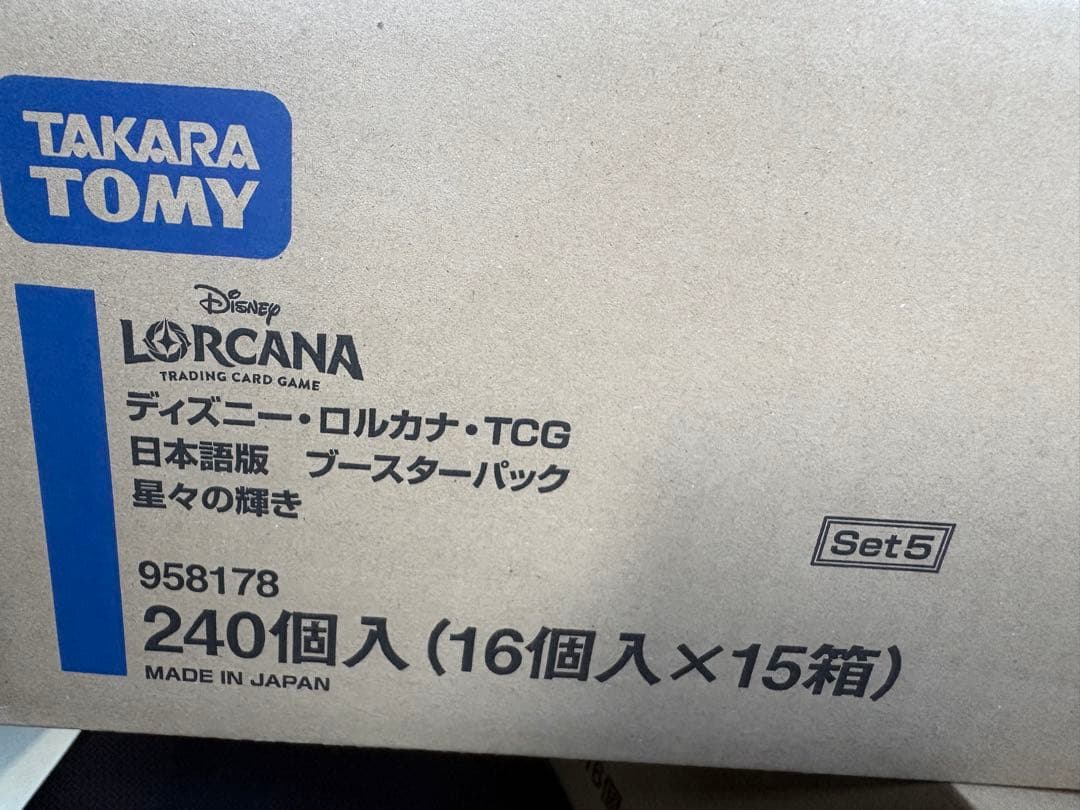 TAKARA
TOMY
Disney
LORCANA
TRADING CARD GAME
ディズニー・ロルカナ・TCG
日本語版　ブースターパック
星々の輝き
Set5
958178
240個入(16個入×15箱)
MADE IN JAPAN